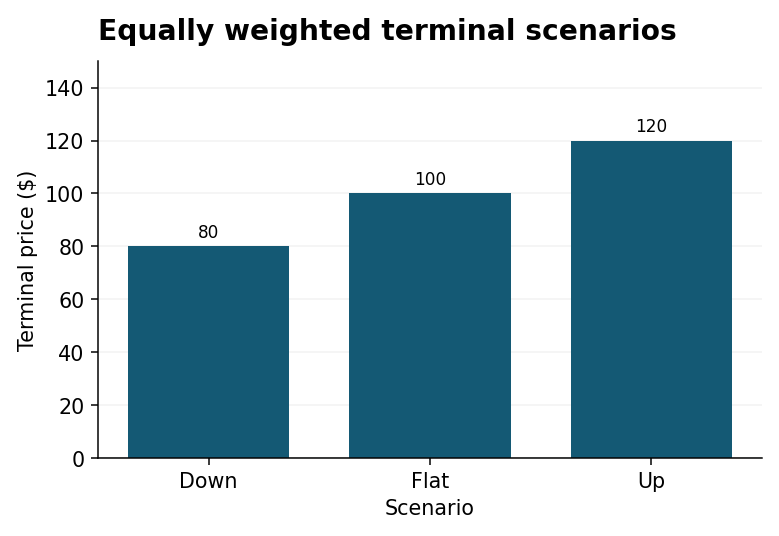 Equally weighted terminal scenarios
Terminal price ($)
140
120
100
80
60
40
20
0
80
100
120
Down
Flat
Up
Scenario